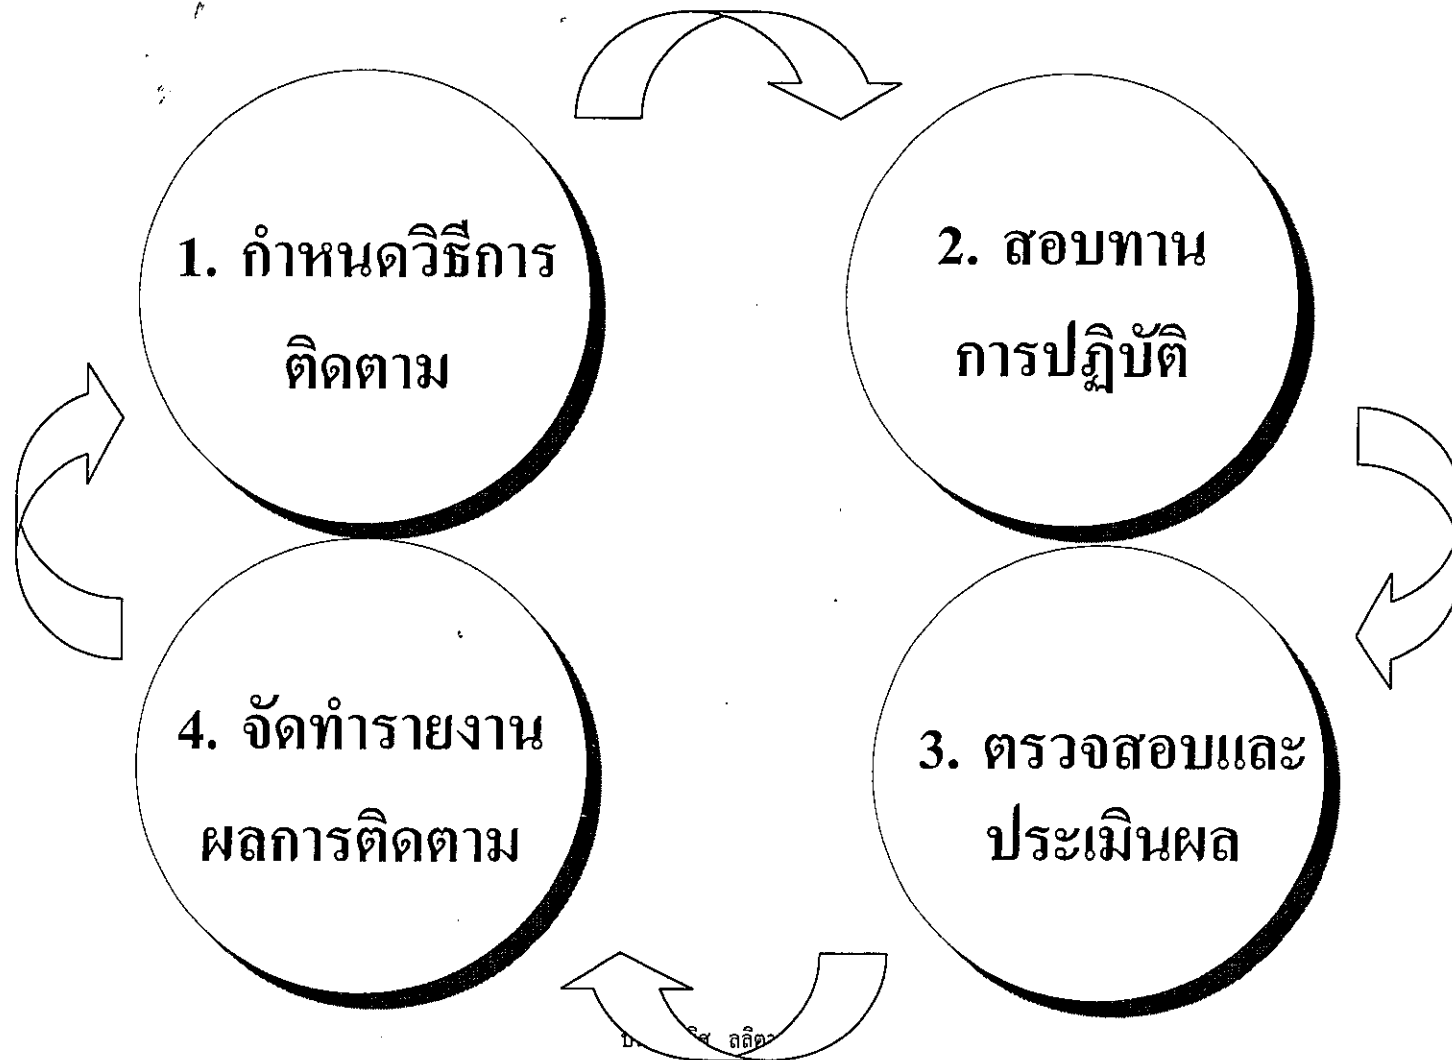 1. กำหนดวิธีการ
ติดตาม
2. สอบทาน
การปฏิบัติ
3. ตรวจสอบและ
ประเมินผล
4. จัดทำรายงาน
ผลการติดตาม